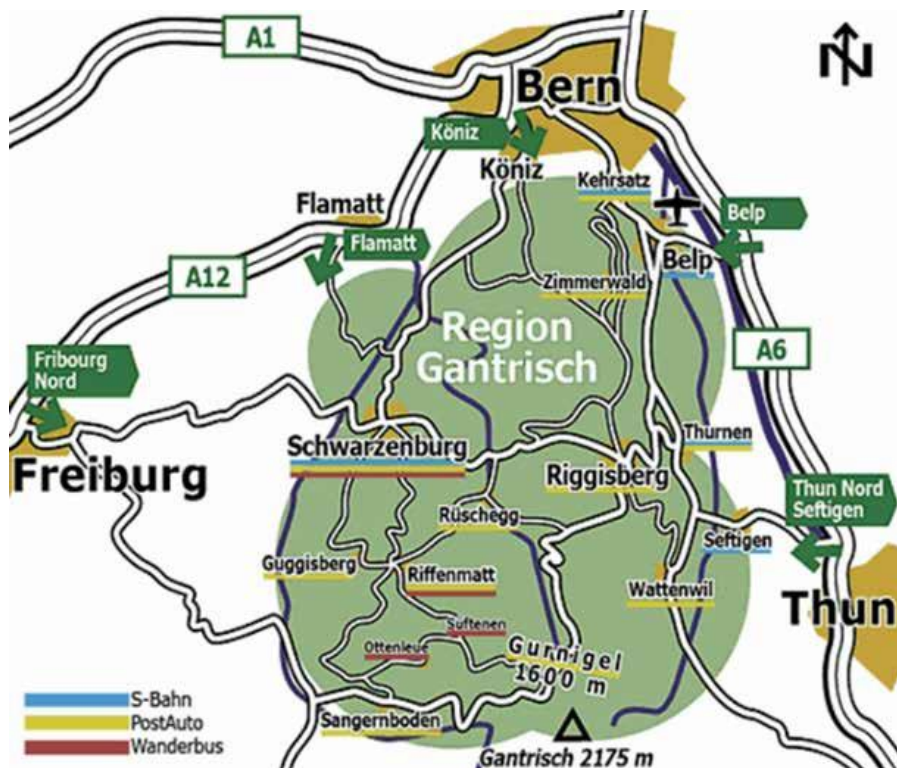 A1
N
Bern
Köniz
Köniz
Kehrsatz
Flamatt
Belp
Flamatt
Belp
A12
Zimmerwald
Region
Gantrisch
A6
Fribourg
Nord
Schwarzenburg
Thurnen
Freiburg
Riggisberg
Thun Nord
Seftigen
Rüschegg
Seftigen
Guggisberg
Riffenmatt
Wattenwil
Thun
Süftenen
Ottenleue
Gurnigel
1600 m
S-Bahn
PostAuto
Sangernboden
Wanderbus
Gantrisch 2175 m